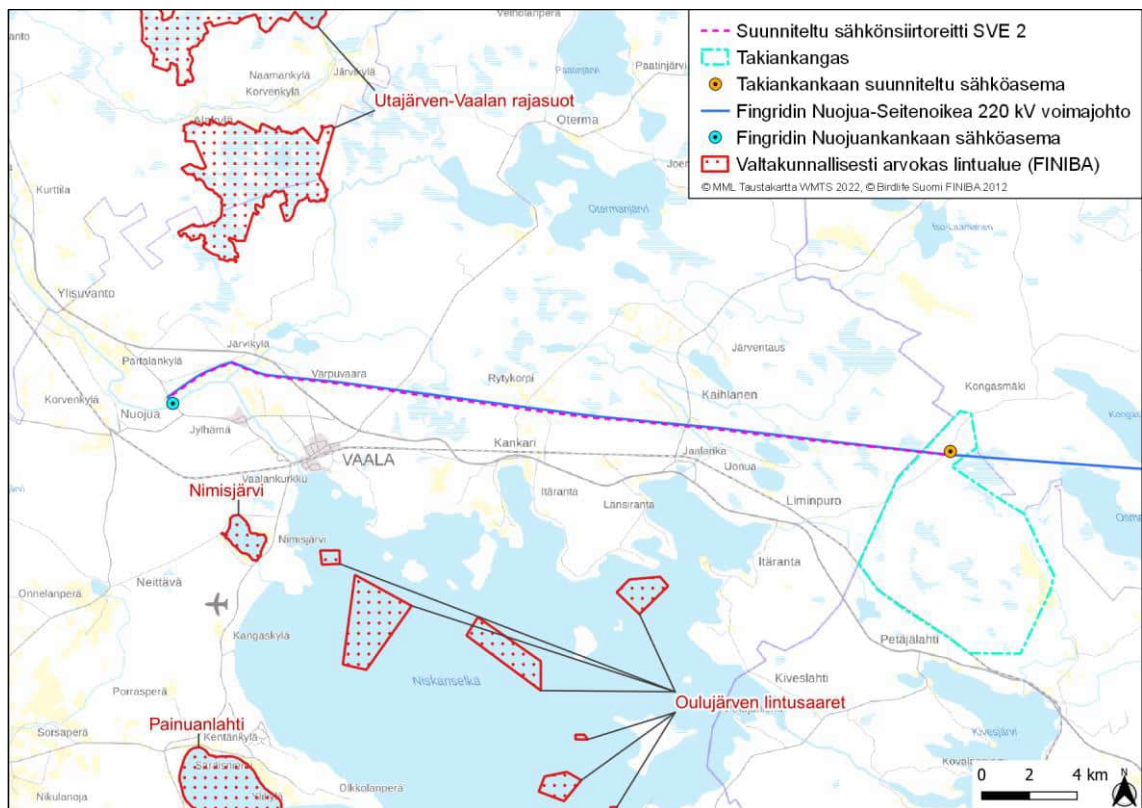 Suunniteltu sähkönsiirtoreitti SVE 2
Takiankangas
Takiankankaan suunniteltu sähköasema
Fingridin Nuojua-Seitenoikea 220 kV voimajohto
Fingridin Nuojuankankaan sähköasema
Valtakunnallisesti arvokas lintualue (FINIBA)
© MML Taustakartta WMTS 2022, © Birdlife Suomi FINIBA 2012
Naamankylä
Järvikylä
Korvenkylä
Paatinjärvi
Paatinjärvi
Utajärven-Vaalan rajasuot
Oterma
Kurttila
Otermanjärvi
Ylisuvanto
Järvikylä
Partalankylä
Varpuvaara
Järventaus
Kongasmäki
Rytykorpi
Kaihlanen
Korvenkylä
Nuojua
Jylhämä
Kankari
VAALA
Jaalanka
Uonua
Vaalankurkku
Itäranta
Länsiranta
Liminpuro
Nimisjärvi
Nimisjärvi
Neittävä
Itäranta
Onnelanperä
Kangaskylä
Petäjälahti
Niskanselkä
Kiveslahti
Porrasperä
Oulujärven lintusaaret
Painuanlahti
Kivesjärvi
Sorsaperä
Kentänkylä
Nikulanoja
Olkkolanperä
0 2 4 km
N